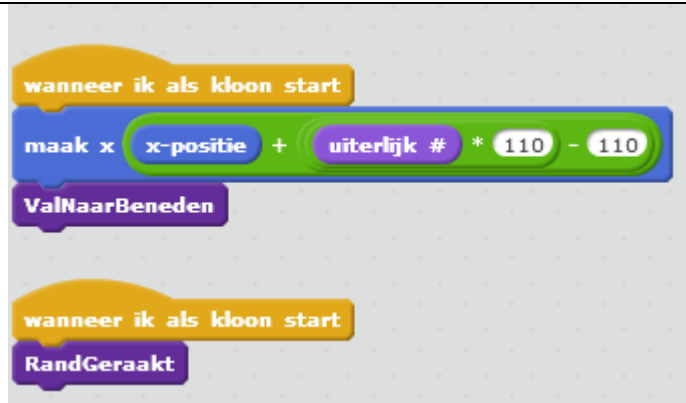 wanneer ik als kloon start
maak x x-positie + uiterlijk # * 110 - 110
ValNaarBeneden
wanneer ik als kloon start
RandGeraakt